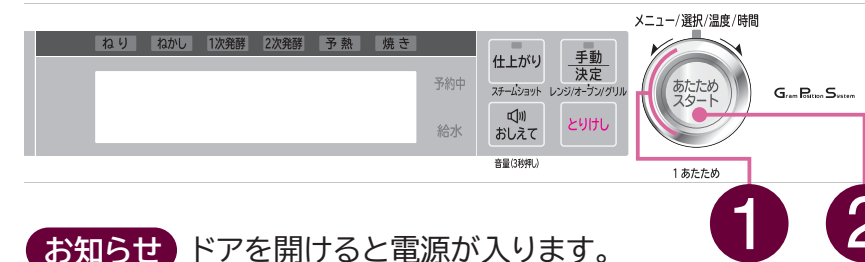 メニュー/選択/温度/時間
ねり ねかし 1次発酵 2次発酵 予熱 焼き
予約中
給水
仕上がり
手動
決定
スチームショット レンジ/オーブン/グリル
おしえて
とりけし
音量(3秒押し)
あたため
スタート
Gram Position System
1 あたため
1
2
お知らせ ドアを開けると電源が入ります。